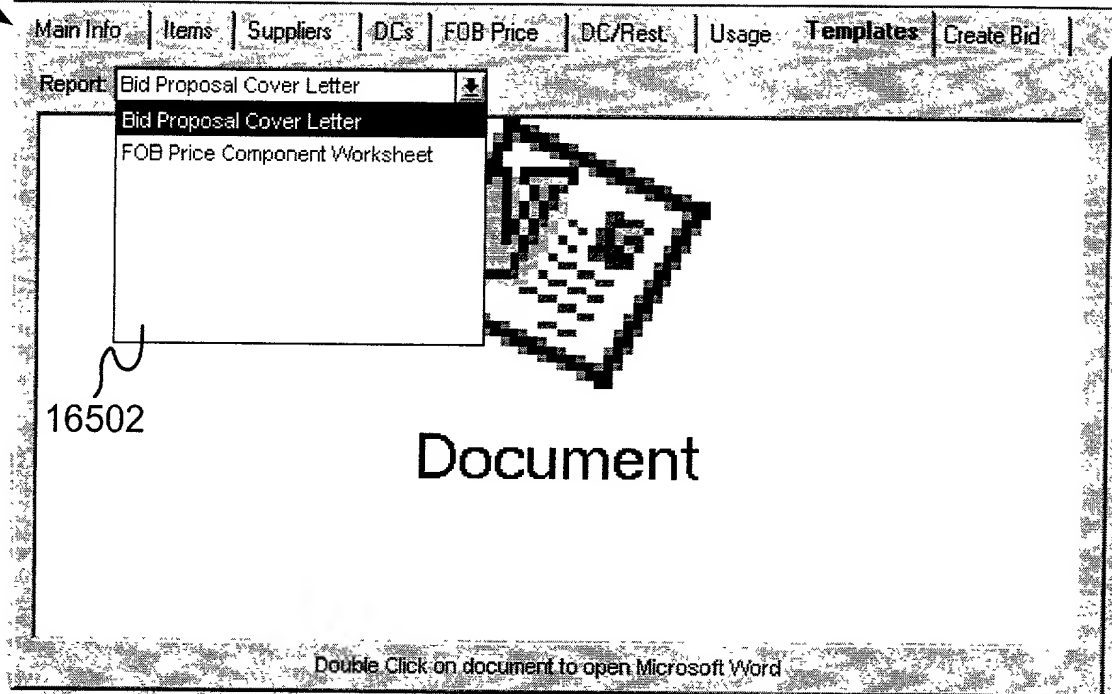 Main Info Items Suppliers DCs FOB Price DC/Rest. Usage Templates Create Bid
Report: Bid Proposal Cover Letter
Bid Proposal Cover Letter
FOB Price Component Worksheet
16502
Document
Double Click on document to open Microsoft Word